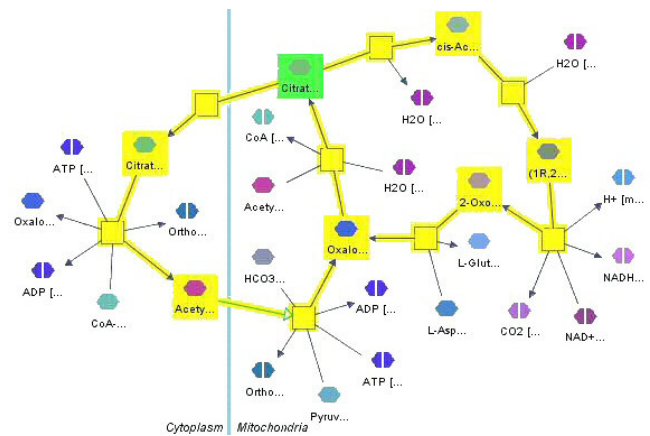 cis-Ac...
H2O [...
Citrat...
H2O [...
CoA [...
ATP [...
Citrat...
(1R,2...
H+ [m...
H2O [...
2-Oxo...
Acety...
Oxalo...
Ortho...
Oxalo...
L-Glut...
NADH...
HCO3...
ADP [...
CoA-...
Acety...
ADP [...
L-Asp...
CO2 [...
NAD+...
Ortho...
Pyruv...
ATP [...
Cytoplasm
Mitochondria